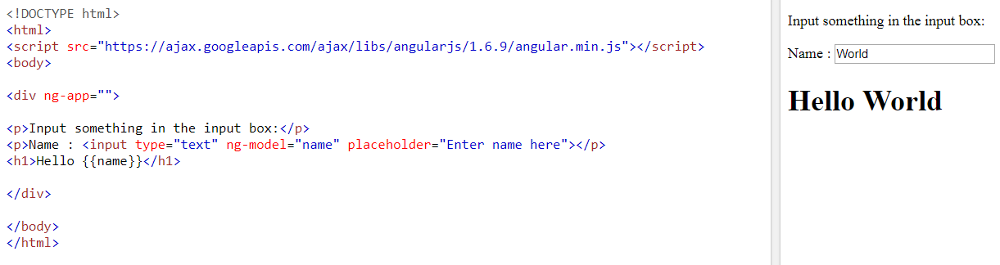 <!DOCTYPE html>
<html>
<script src="https://ajax.googleapis.com/ajax/libs/angularjs/1.6.9/angular.min.js"></script>
<body>
<div ng-app="">
<p>Input something in the input box:</p>
<p>Name : <input type="text" ng-model="name" placeholder="Enter name here"></p>
<h1>Hello {{name}}</h1>
</div>
</body>
</html>
Input something in the input box:
Name : World
Hello World